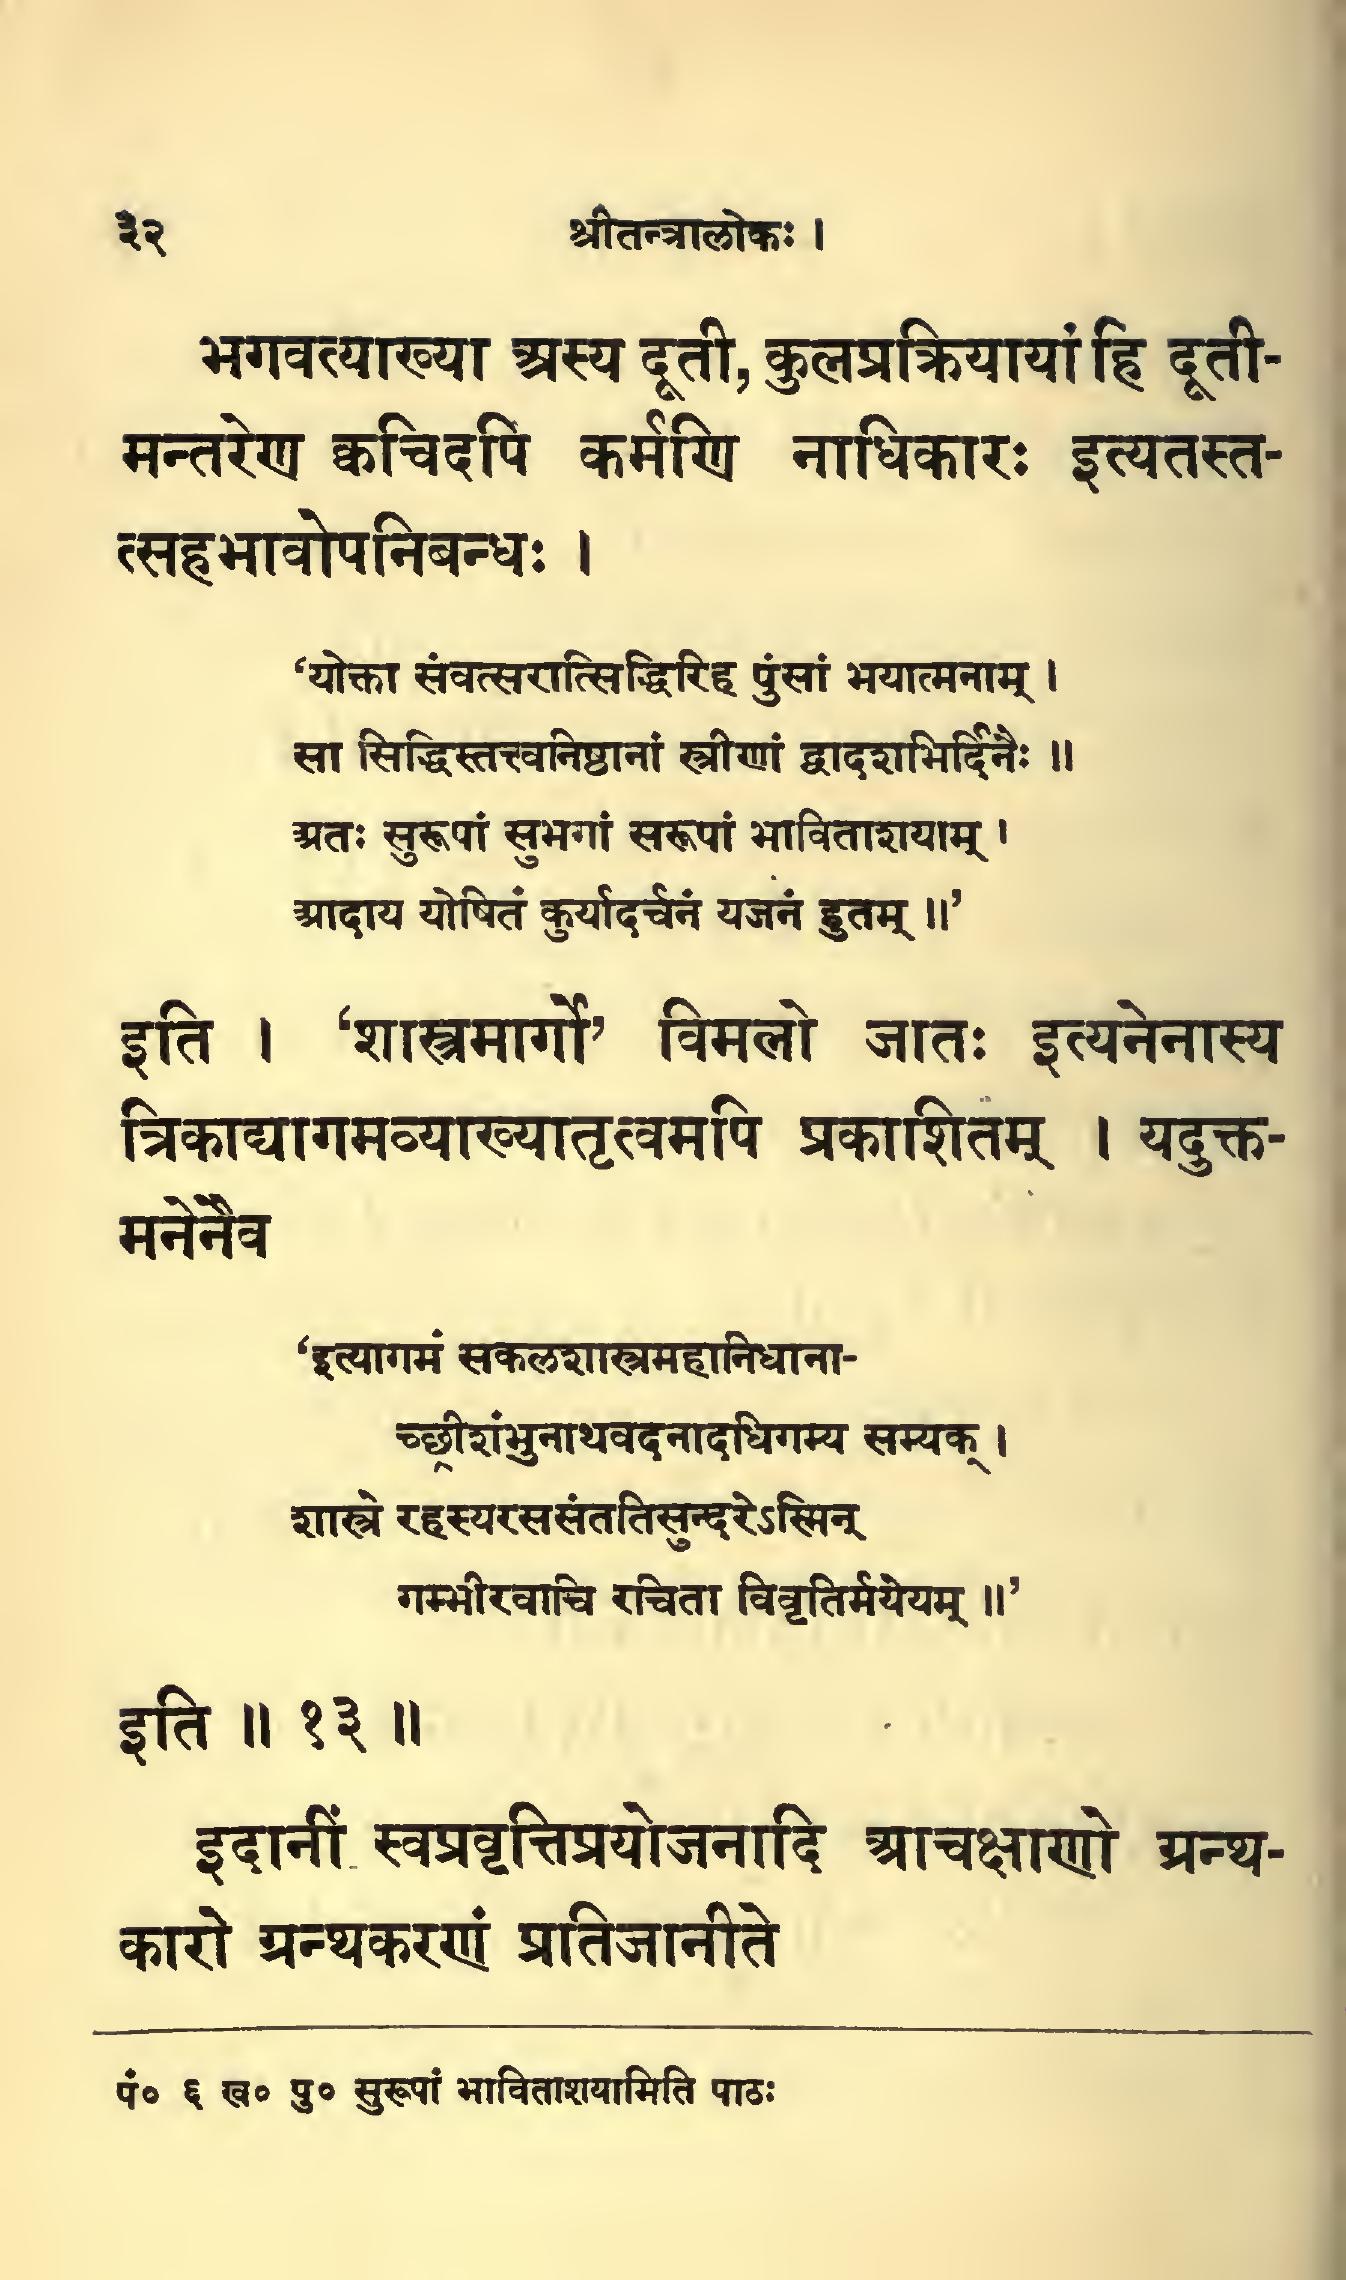 ३२ श्रीतन्त्रालोकः ।
भगवत्याख्या अस्य दूती, कुलप्रक्रियायां हि दूती-
मन्तरेण क्वचिदपि कर्मणि नाधिकारः इत्यतस्त-
त्सहभावोपनिबन्धः ।
‘योक्ता संवत्सरात्सिद्धिरिह पुंसां भयात्मनाम् ।
सा सिद्धिस्तत्त्वनिष्ठानां स्त्रीणां द्वादशभिर्दिनैः ॥
अतः सुरूपां सुभगां सरूपां भाविताशयाम् ।
आदाय योषितं कुर्यादर्चनं यजनं हुतम् ॥’
इति । ‘शास्त्रमार्गो’ विमलो जातः इत्यनेनास्य
त्रिकाद्यागमव्याख्यातृत्वमपि प्रकाशितम् । यदुक्त-
मनेनैव
‘इत्यागमं सकलशास्त्रमहानिधाना-
च्छ्रीशंभुनाथवदनादधिगम्य सम्यक् ।
शास्त्रे रहस्यरससंततिसुन्दरेऽस्मिन्
गम्भीरवाचि रचिता विवृतिर्मयेयम् ॥’
इति ॥ १३ ॥
इदानीं स्वप्रवृत्तिप्रयोजनादि आचक्षाणो ग्रन्थ-
कारो ग्रन्थकरणं प्रतिजानीते
पं० ६ ख० पु० सुरूपां भाविताशयामिति पाठः